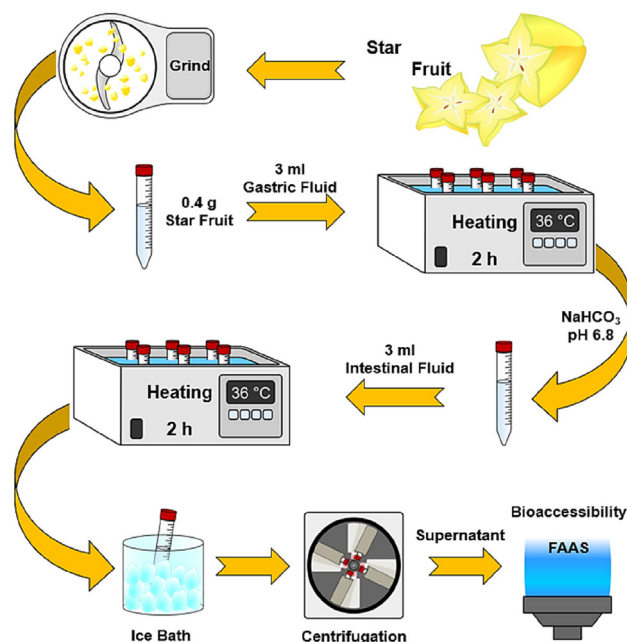 Grind
Star
Fruit
0.4 g
Star Fruit
3 ml
Gastric Fluid
Heating
36 °C
2 h
NaHCO₃
pH 6.8
3 ml
Intestinal Fluid
Heating
36 °C
2 h
Ice Bath
Centrifugation
Supernatant
Bioaccessibility
FAAS